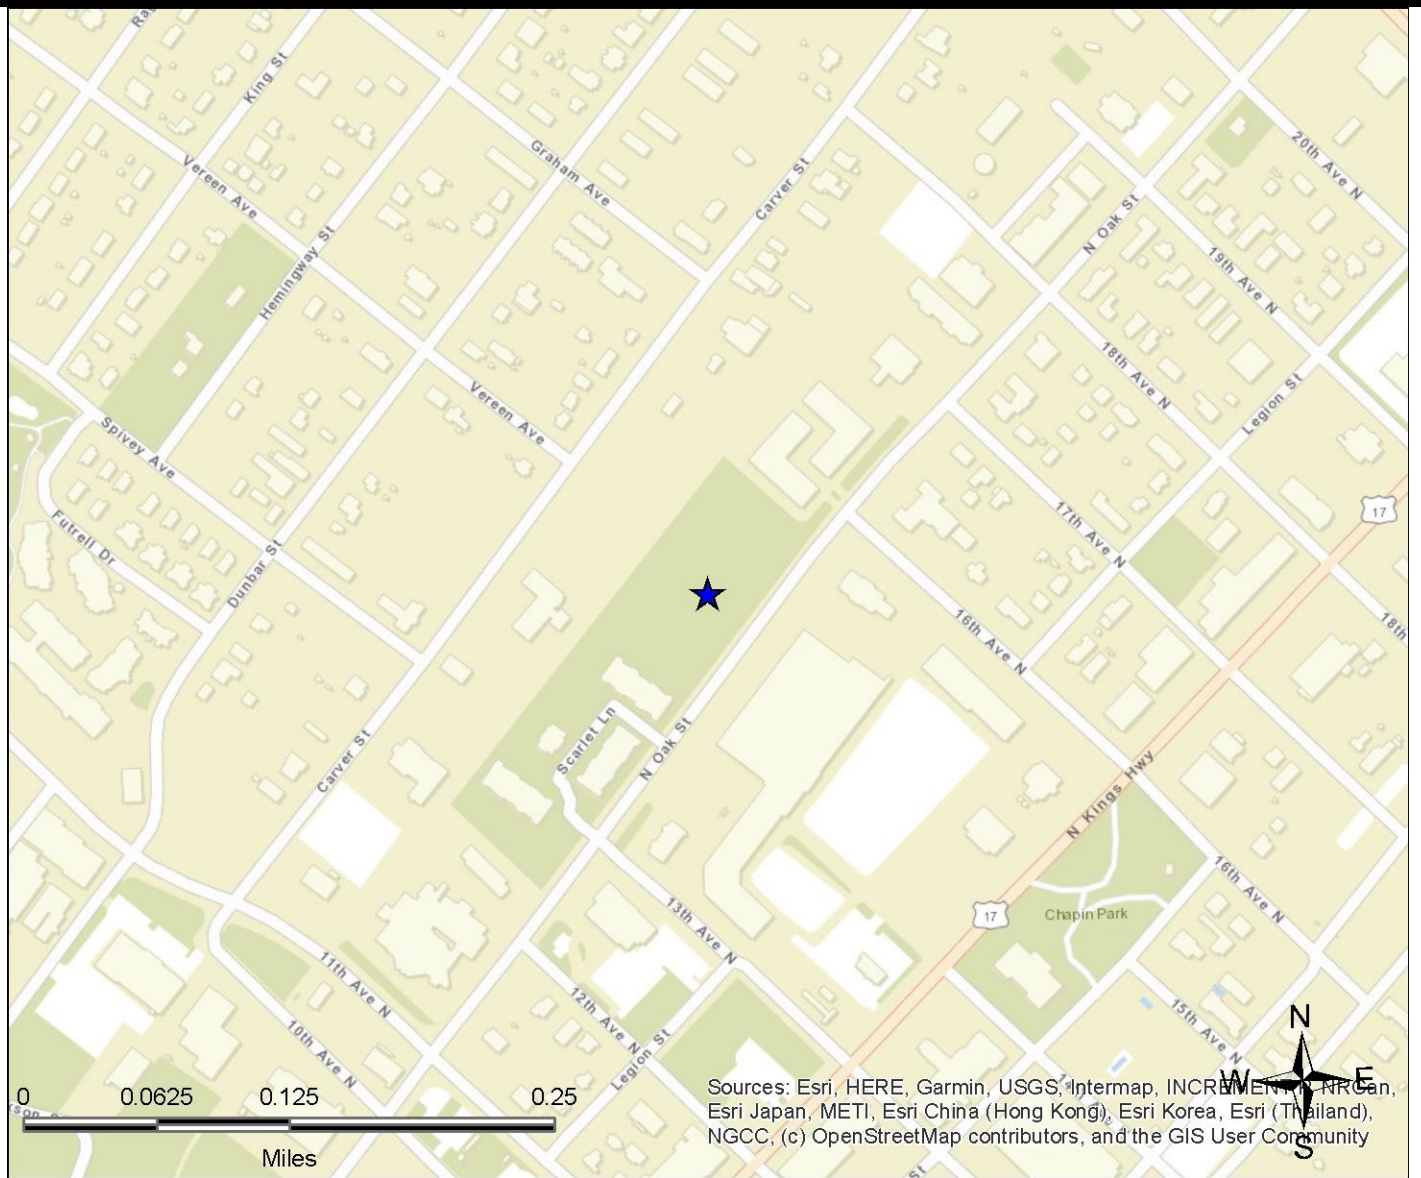 King St
Vereen Ave
Graham Ave
Carver St
20th Ave N
N Oak St
19th Ave N
Hemingway St
18th Ave N
Legion St
Vereen Ave
Spivey Ave
17
Futrell Dr
17th Ave N
Dunbar St
16th Ave N
18th
Scarlet Ln
N Oak St
Carver St
N Kings Hwy
16th Ave N
17
Chapin Park
13th Ave N
11th Ave N
12th Ave N
15th Ave N
10th Ave N
Legion St
N
W
E
S
0 0.0625 0.125 0.25
Miles
Sources: Esri, HERE, Garmin, USGS, Intermap, INCREMENT P, NRCan,
Esri Japan, METI, Esri China (Hong Kong), Esri Korea, Esri (Thailand),
NGCC, (c) OpenStreetMap contributors, and the GIS User Community
St